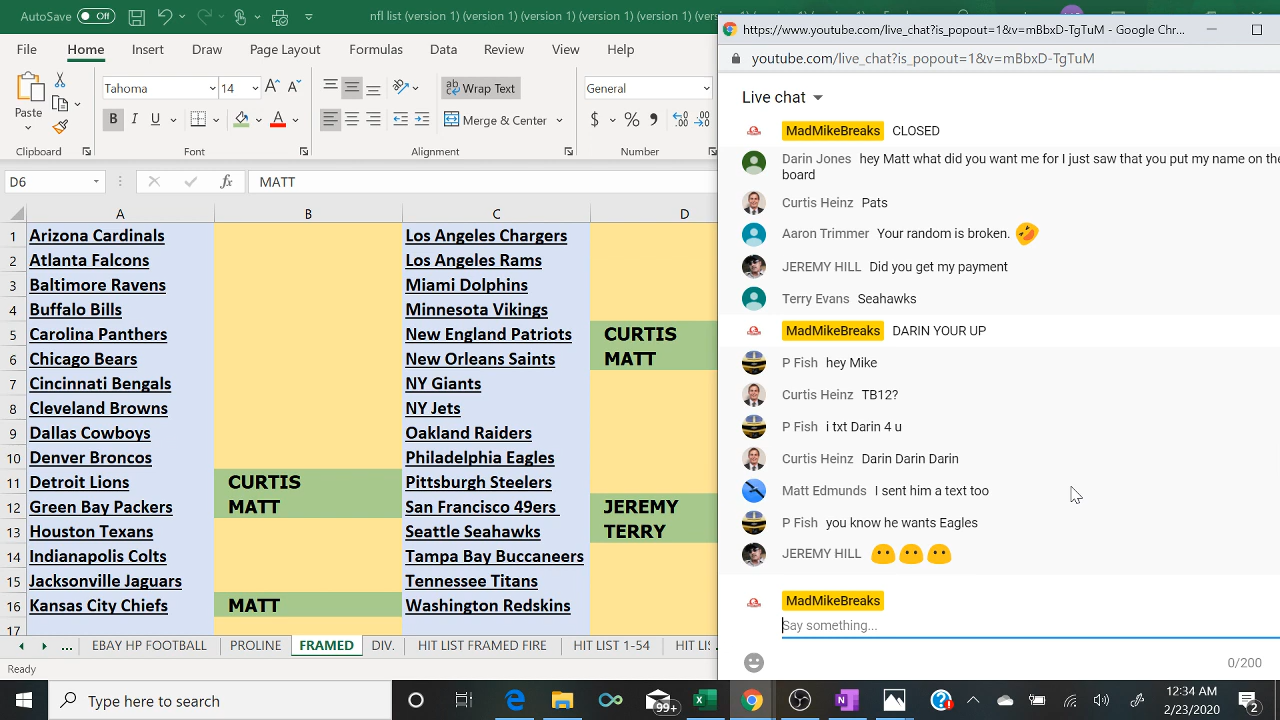 AutoSave Off nfl list (version 1) (version 1) (version 1) (version 1)
File Home Insert Draw Page Layout Formulas Data Review View Help
Paste
Tahoma 14
B I U
Wrap Text
Merge & Center
General
$ % ,
Clipboard Font Alignment Number
D6 fx MATT
A B C D
1 Arizona Cardinals Los Angeles Chargers
2 Atlanta Falcons Los Angeles Rams
3 Baltimore Ravens Miami Dolphins
4 Buffalo Bills Minnesota Vikings
5 Carolina Panthers New England Patriots CURTIS
6 Chicago Bears New Orleans Saints MATT
7 Cincinnati Bengals NY Giants
8 Cleveland Browns NY Jets
9 Dallas Cowboys Oakland Raiders
10 Denver Broncos Philadelphia Eagles
11 Detroit Lions CURTIS Pittsburgh Steelers
12 Green Bay Packers MATT San Francisco 49ers JEREMY
13 Houston Texans Seattle Seahawks TERRY
14 Indianapolis Colts Tampa Bay Buccaneers
15 Jacksonville Jaguars Tennessee Titans
16 Kansas City Chiefs MATT Washington Redskins
17
... EBAY HP FOOTBALL PROLINE FRAMED DIV. HIT LIST FRAMED FIRE HIT LIST 1-54 HIT L ...
Ready
https://www.youtube.com/live_chat?is_popout=1&v=mBbxD-TgTuM - Google Chr...
youtube.com/live_chat?is_popout=1&v=mBbxD-TgTuM
Live chat
MadMikeBreaks CLOSED
Darin Jones hey Matt what did you want me for I just saw that you put my name on the
board
Curtis Heinz Pats
Aaron Trimmer Your random is broken. 🤣
JEREMY HILL Did you get my payment
Terry Evans Seahawks
MadMikeBreaks DARIN YOUR UP
P Fish hey Mike
Curtis Heinz TB12?
P Fish i txt Darin 4 u
Curtis Heinz Darin Darin Darin
Matt Edmunds I sent him a text too
P Fish you know he wants Eagles
JEREMY HILL 😶😶😶
MadMikeBreaks
Say something...
0/200
Type here to search
99+
12:34 AM
2/23/2020
2